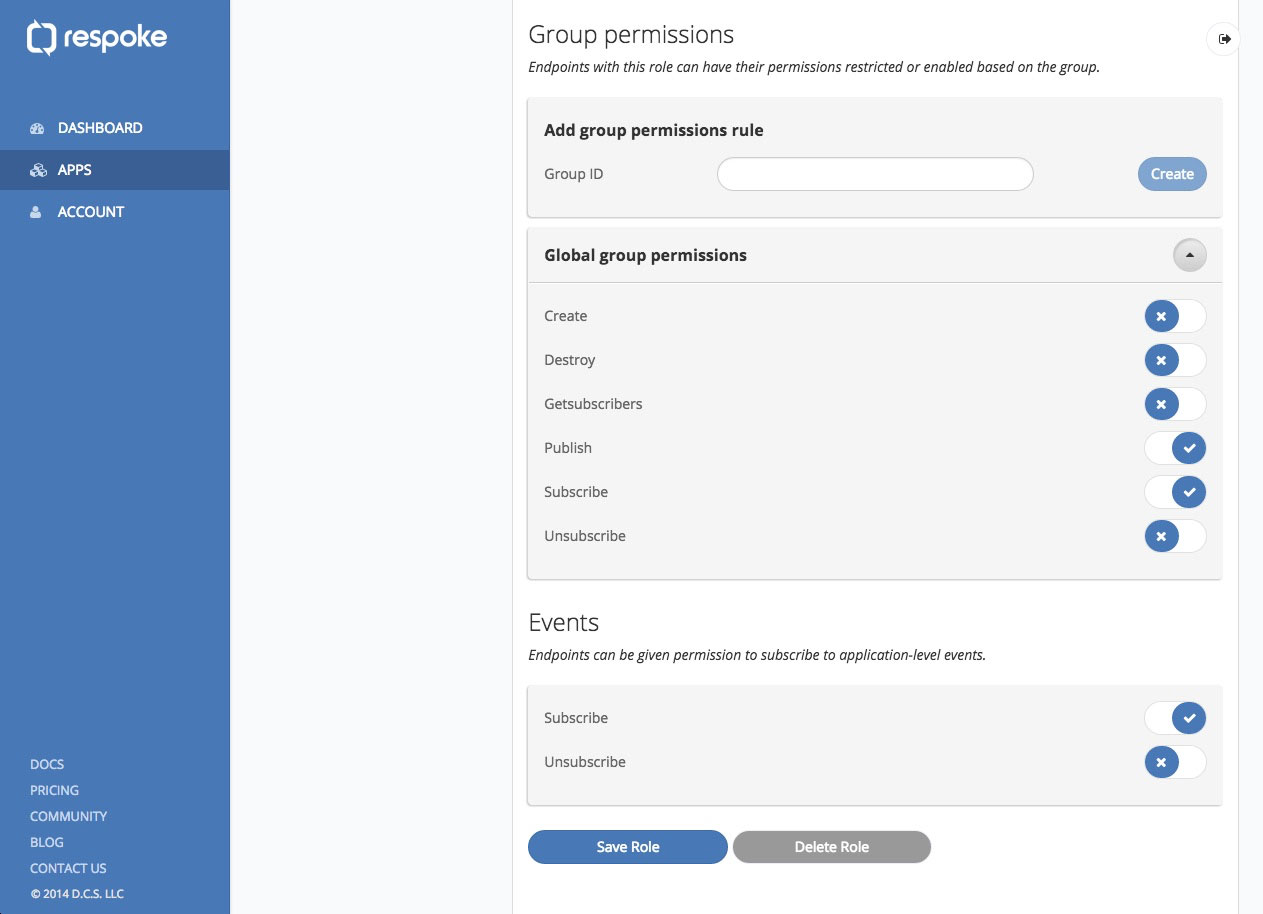 respoke
DASHBOARD
APPS
ACCOUNT
DOCS
PRICING
COMMUNITY
BLOG
CONTACT US
© 2014 D.C.S. LLC
Group permissions
Endpoints with this role can have their permissions restricted or enabled based on the group.
Add group permissions rule
Group ID
Create
Global group permissions
Create
Destroy
Getsubscribers
Publish
Subscribe
Unsubscribe
Events
Endpoints can be given permission to subscribe to application-level events.
Subscribe
Unsubscribe
Save Role
Delete Role